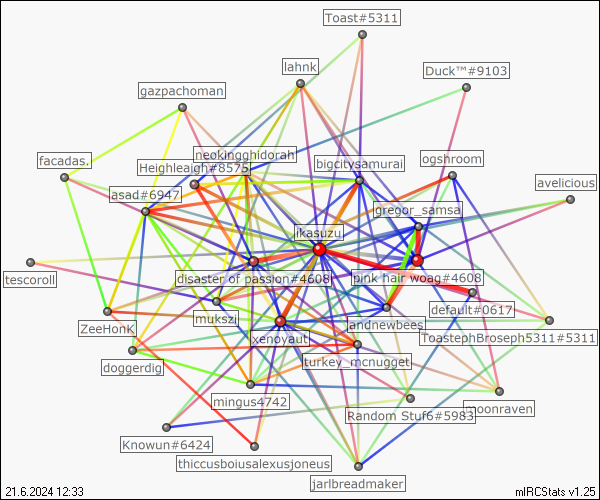 Toast#5311
lahnk
Duck™#9103
gazpachoman
neokingghidorah
facadas.
Heighleigh#8575
bigcitysamurai
ogshroom
avelicious
asad#6947
gregor_samsa
ikasuzu
tescoroll
disaster of passion#4608
pink hair woag#4608
mukszi
default#0617
ZeeHonk
andnewbees
xenoyaut
ToastephBroseph5311#5311
doggerdig
turkey_mcnugget
mingus4742
Random Stuf6#5983
moonraven
Knowun#6424
thiccusboiusalexusjoneus
jarlbreadmaker
21.6.2024 12:33
mIRCStats v1.25